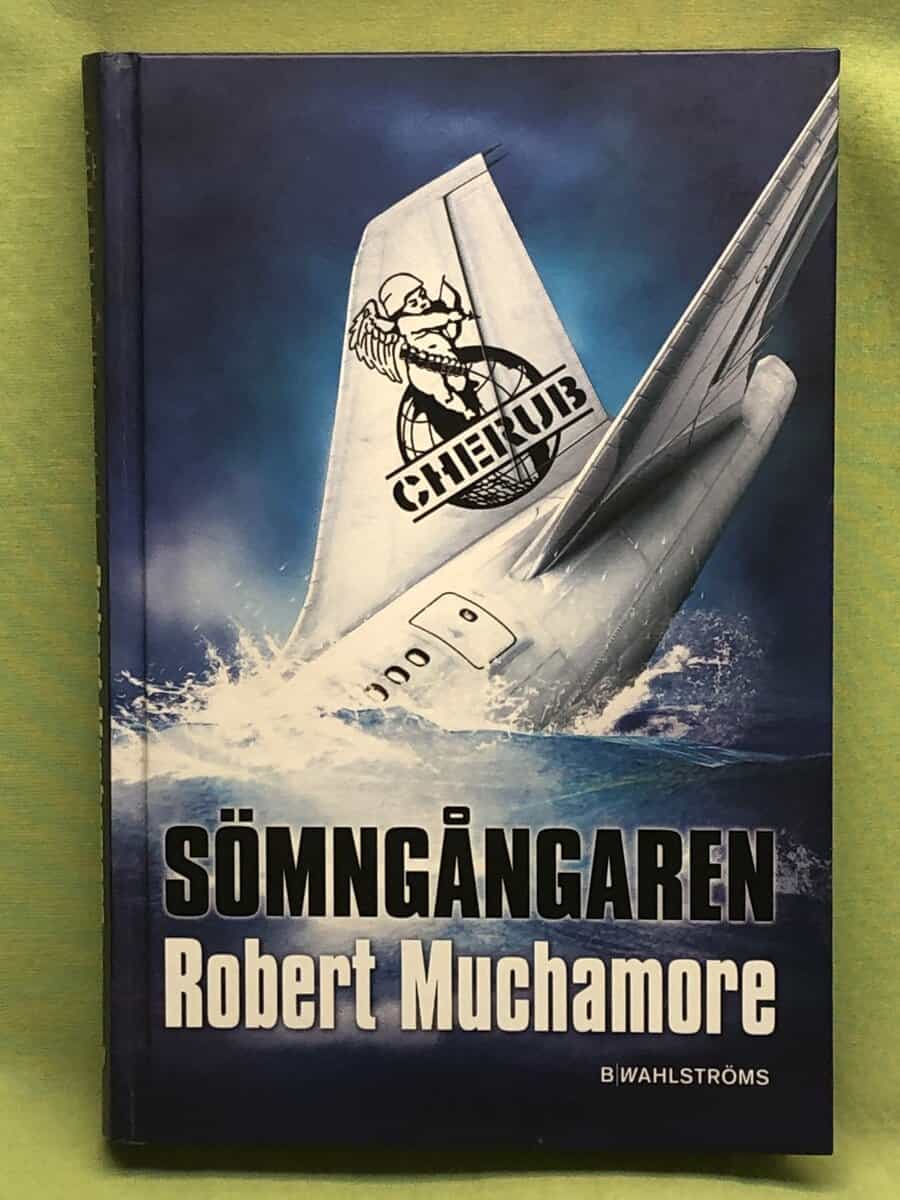 CHERUB
SÖMNGÅNGAREN
Robert Muchamore
B|WAHLSTRÖMS